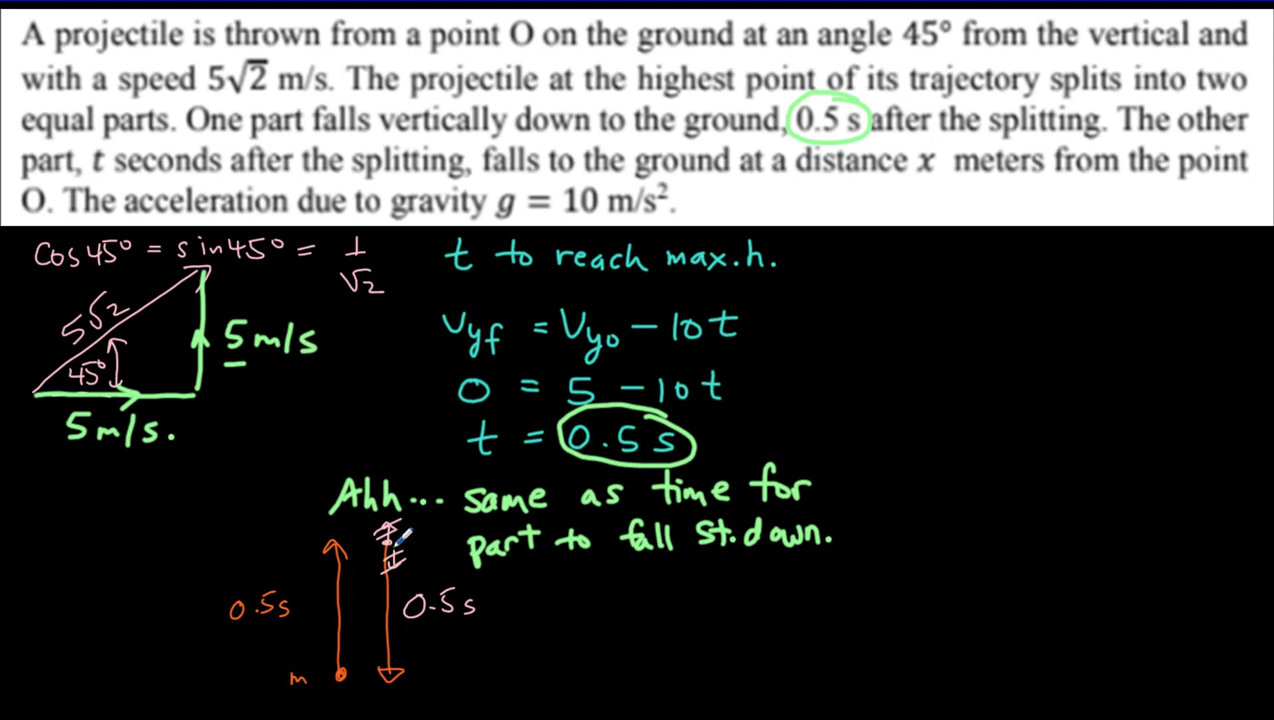 A projectile is thrown from a point O on the ground at an angle 45° from the vertical and
with a speed 5√2 m/s. The projectile at the highest point of its trajectory splits into two
equal parts. One part falls vertically down to the ground, 0.5 s after the splitting. The other
part, t seconds after the splitting, falls to the ground at a distance x meters from the point
O. The acceleration due to gravity g = 10 m/s².
Cos45° = sin45° = 1/√2
t to reach max.h.
5√2
5m/s
45°
5m/s.
Vyf = Vyo - 10t
0 = 5 - 10t
t = 0.5 s
Ahh... same as time for
part to fall st.down.
0.5s
0.5s
m